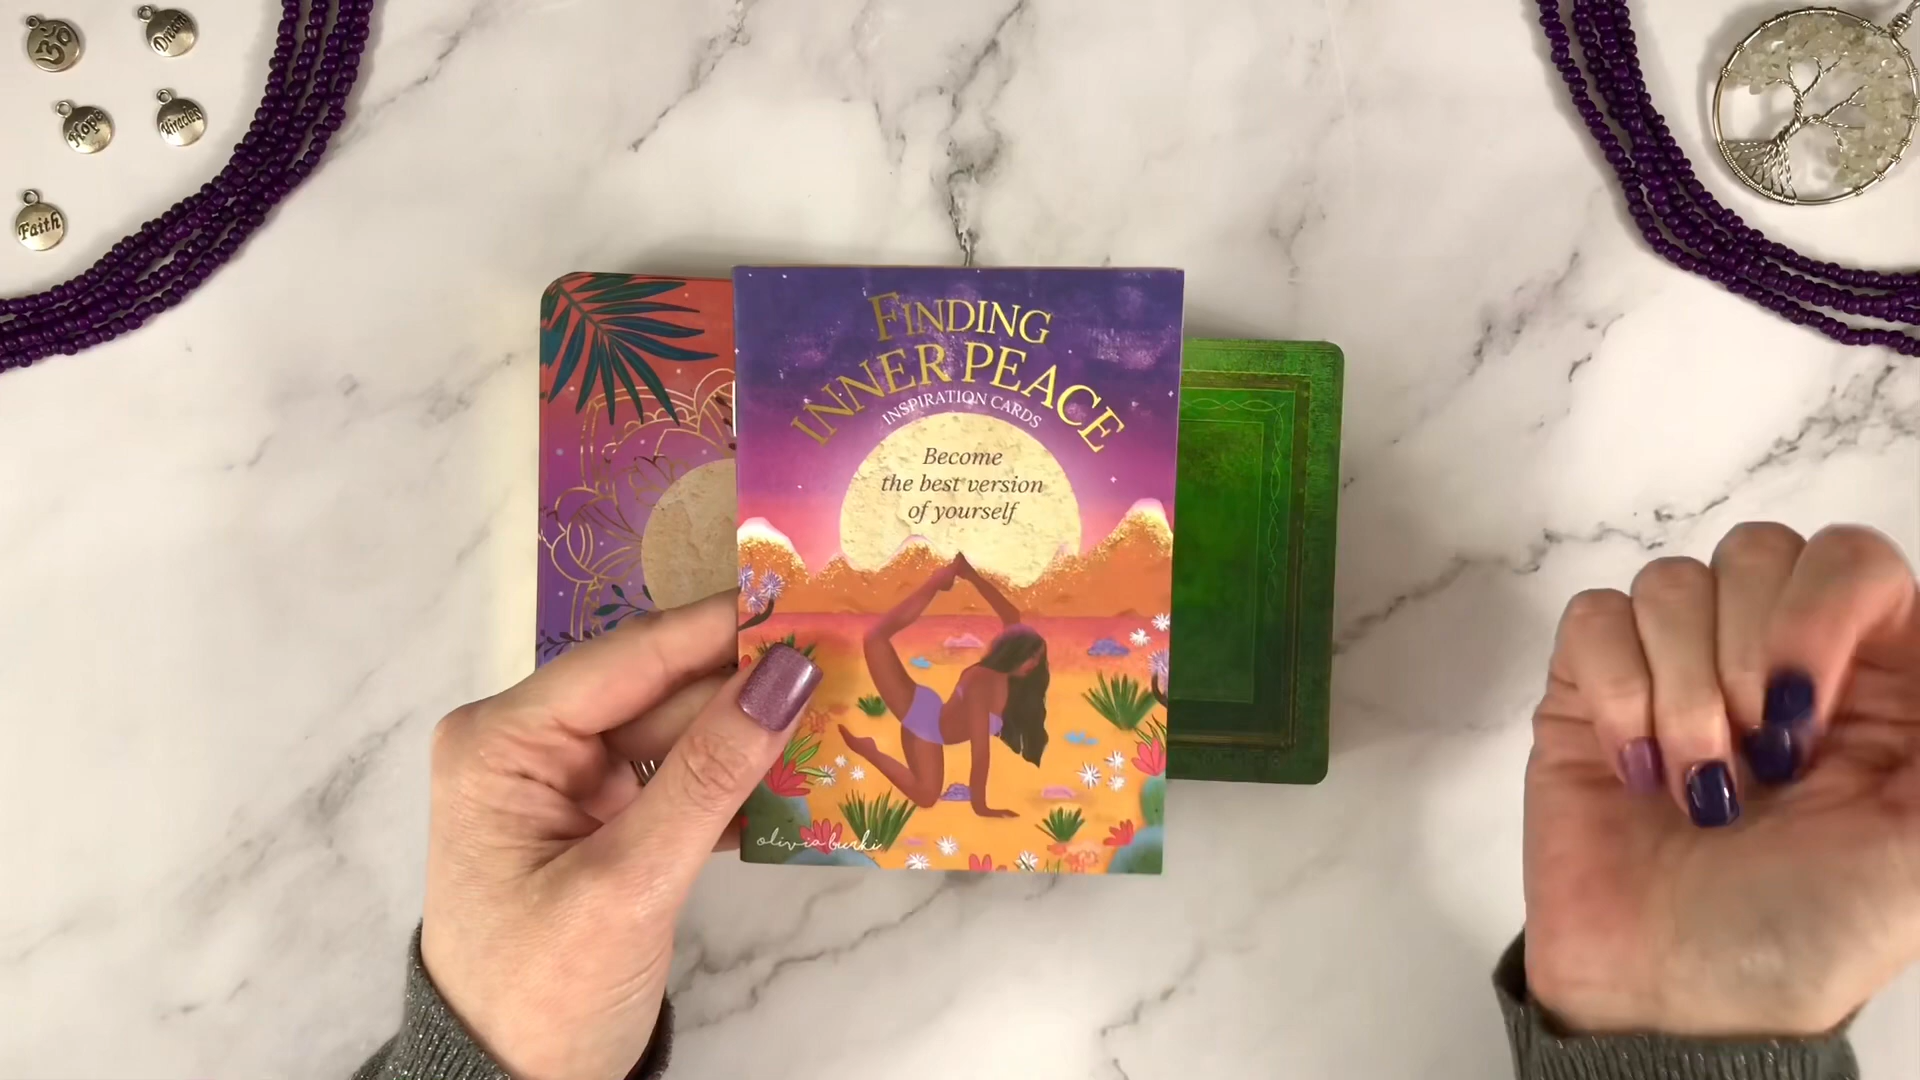 ॐ
Dream
Hope
Miracles
Faith
FINDING
INNER PEACE
INSPIRATION CARDS
Become
the best version
of yourself
olivia burki